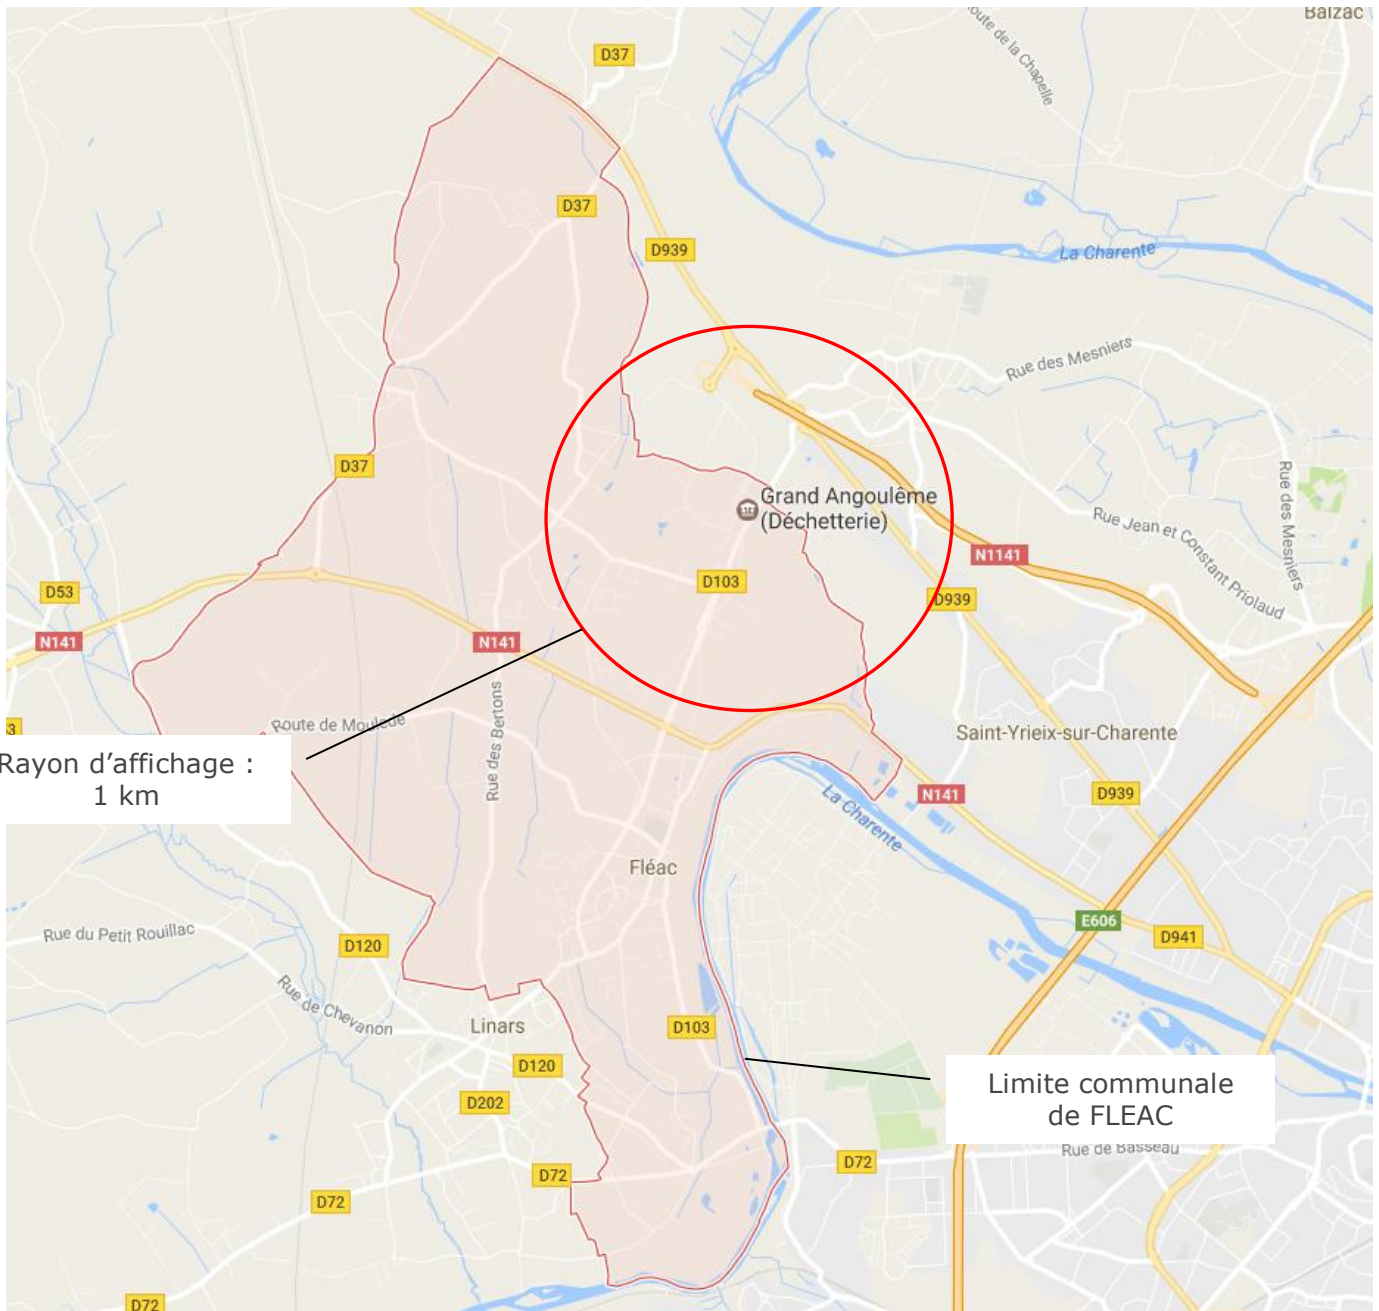 Balzac
D37
Route de la Chapelle
D37
D939
La Charente
Rue des Mesniers
D37
Grand Angoulême
(Déchetterie)
Rue des Mesniers
Rue Jean et Constant Priolaud
N1141
D103
D53
D939
N141
N141
Rue des Bertons
Route de Moulede
3
Saint-Yrieix-sur-Charente
Rayon d’affichage :
1 km
N141
D939
La Charente
Fléac
E606
D941
Rue du Petit Rouillac
D120
Rue de Chevanon
Linars
D103
D120
Limite communale
de FLEAC
D202
Rue de Basseau
D72
D72
D72
D72